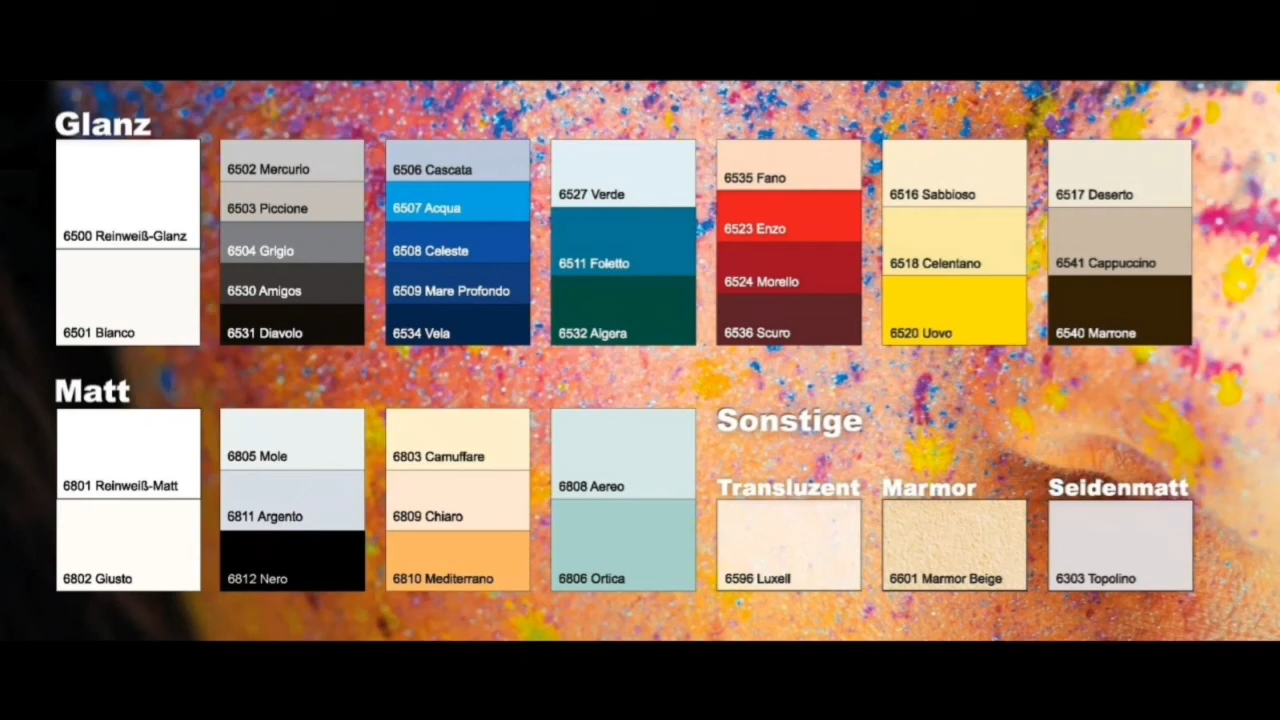 Glanz
6500 Reinweiß-Glanz
6501 Bianco
6502 Mercurio
6503 Piccione
6504 Grigio
6530 Amigos
6531 Diavolo
6506 Cascata
6507 Acqua
6508 Celeste
6509 Mare Profondo
6534 Vela
6527 Verde
6511 Foletto
6532 Algera
6535 Fano
6523 Enzo
6524 Morello
6536 Scuro
6516 Sabbioso
6518 Celentano
6520 Uovo
6517 Deserto
6541 Cappuccino
6540 Marrone
Matt
6801 Reinweiß-Matt
6802 Giusto
6805 Mole
6811 Argento
6812 Nero
6803 Camuffare
6809 Chiaro
6810 Mediterrano
6808 Aereo
6806 Ortica
Sonstige
Transluzent
6596 Luxell
Marmor
6601 Marmor Beige
Seidenmatt
6303 Topolino